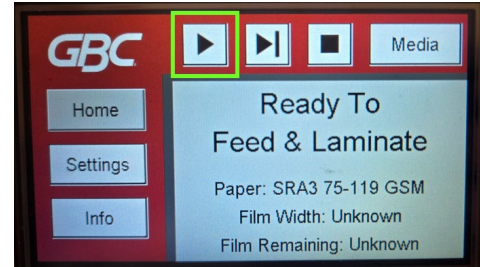 GBC
Media
Home
Settings
Info
Ready To
Feed & Laminate
Paper: SRA3 75-119 GSM
Film Width: Unknown
Film Remaining: Unknown